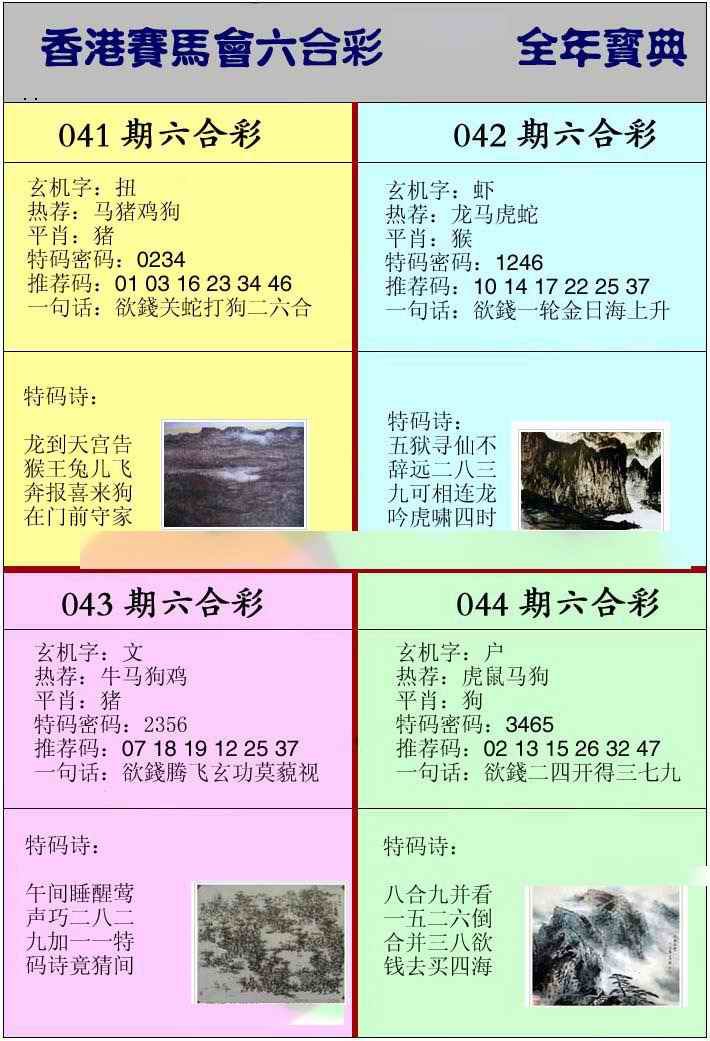 香港賽馬會六合彩 全年寶典
041 期六合彩
玄机字：扭
热荐：马猪鸡狗
平肖：猪
特码密码：0234
推荐码：01 03 16 23 34 46
一句话：欲錢关蛇打狗二六合
特码诗：
龙到天宫告
猴王兔儿飞
奔报喜来狗
在门前守家
042 期六合彩
玄机字：虾
热荐：龙马虎蛇
平肖：猴
特码密码：1246
推荐码：10 14 17 22 25 37
一句话：欲錢一轮金日海上升
特码诗：
五狱寻仙不
辞远二八三
九可相连龙
吟虎啸四时
043 期六合彩
玄机字：文
热荐：牛马狗鸡
平肖：猪
特码密码：2356
推荐码：07 18 19 12 25 37
一句话：欲錢腾飞玄功莫藐视
特码诗：
午间睡醒莺
声巧二八二
九加一一特
码诗竟猜间
044 期六合彩
玄机字：户
热荐：虎鼠马狗
平肖：狗
特码密码：3465
推荐码：02 13 15 26 32 47
一句话：欲錢二四开得三七九
特码诗：
八合九并看
一五二六倒
合并三八欲
钱去买四海